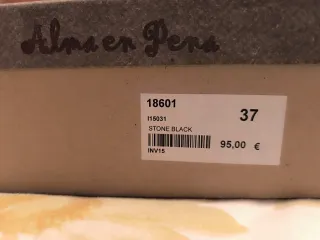 Alma en Pena
18601
I15031
37
STONE BLACK
95,00 €
INV15